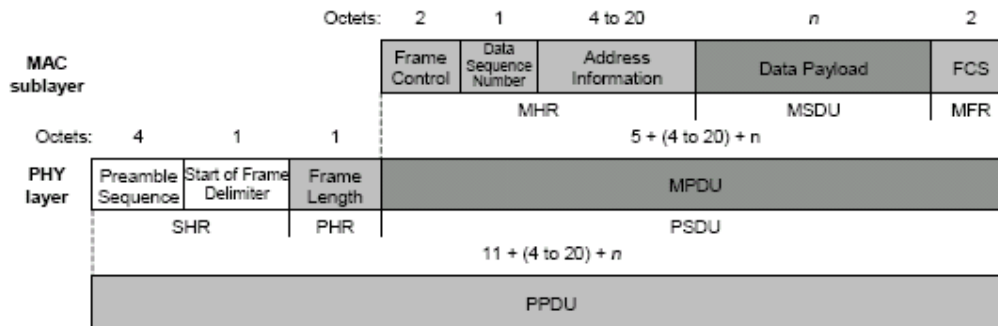 Octets: 2 1 4 to 20 n 2
MAC sublayer
Frame Control
Data Sequence Number
Address Information
Data Payload
FCS
MHR MSDU MFR
Octets: 4 1 1 5 + (4 to 20) + n
PHY layer
Preamble Sequence
Start of Frame Delimiter
Frame Length
MPDU
SHR PHR PSDU
11 + (4 to 20) + n
PPDU